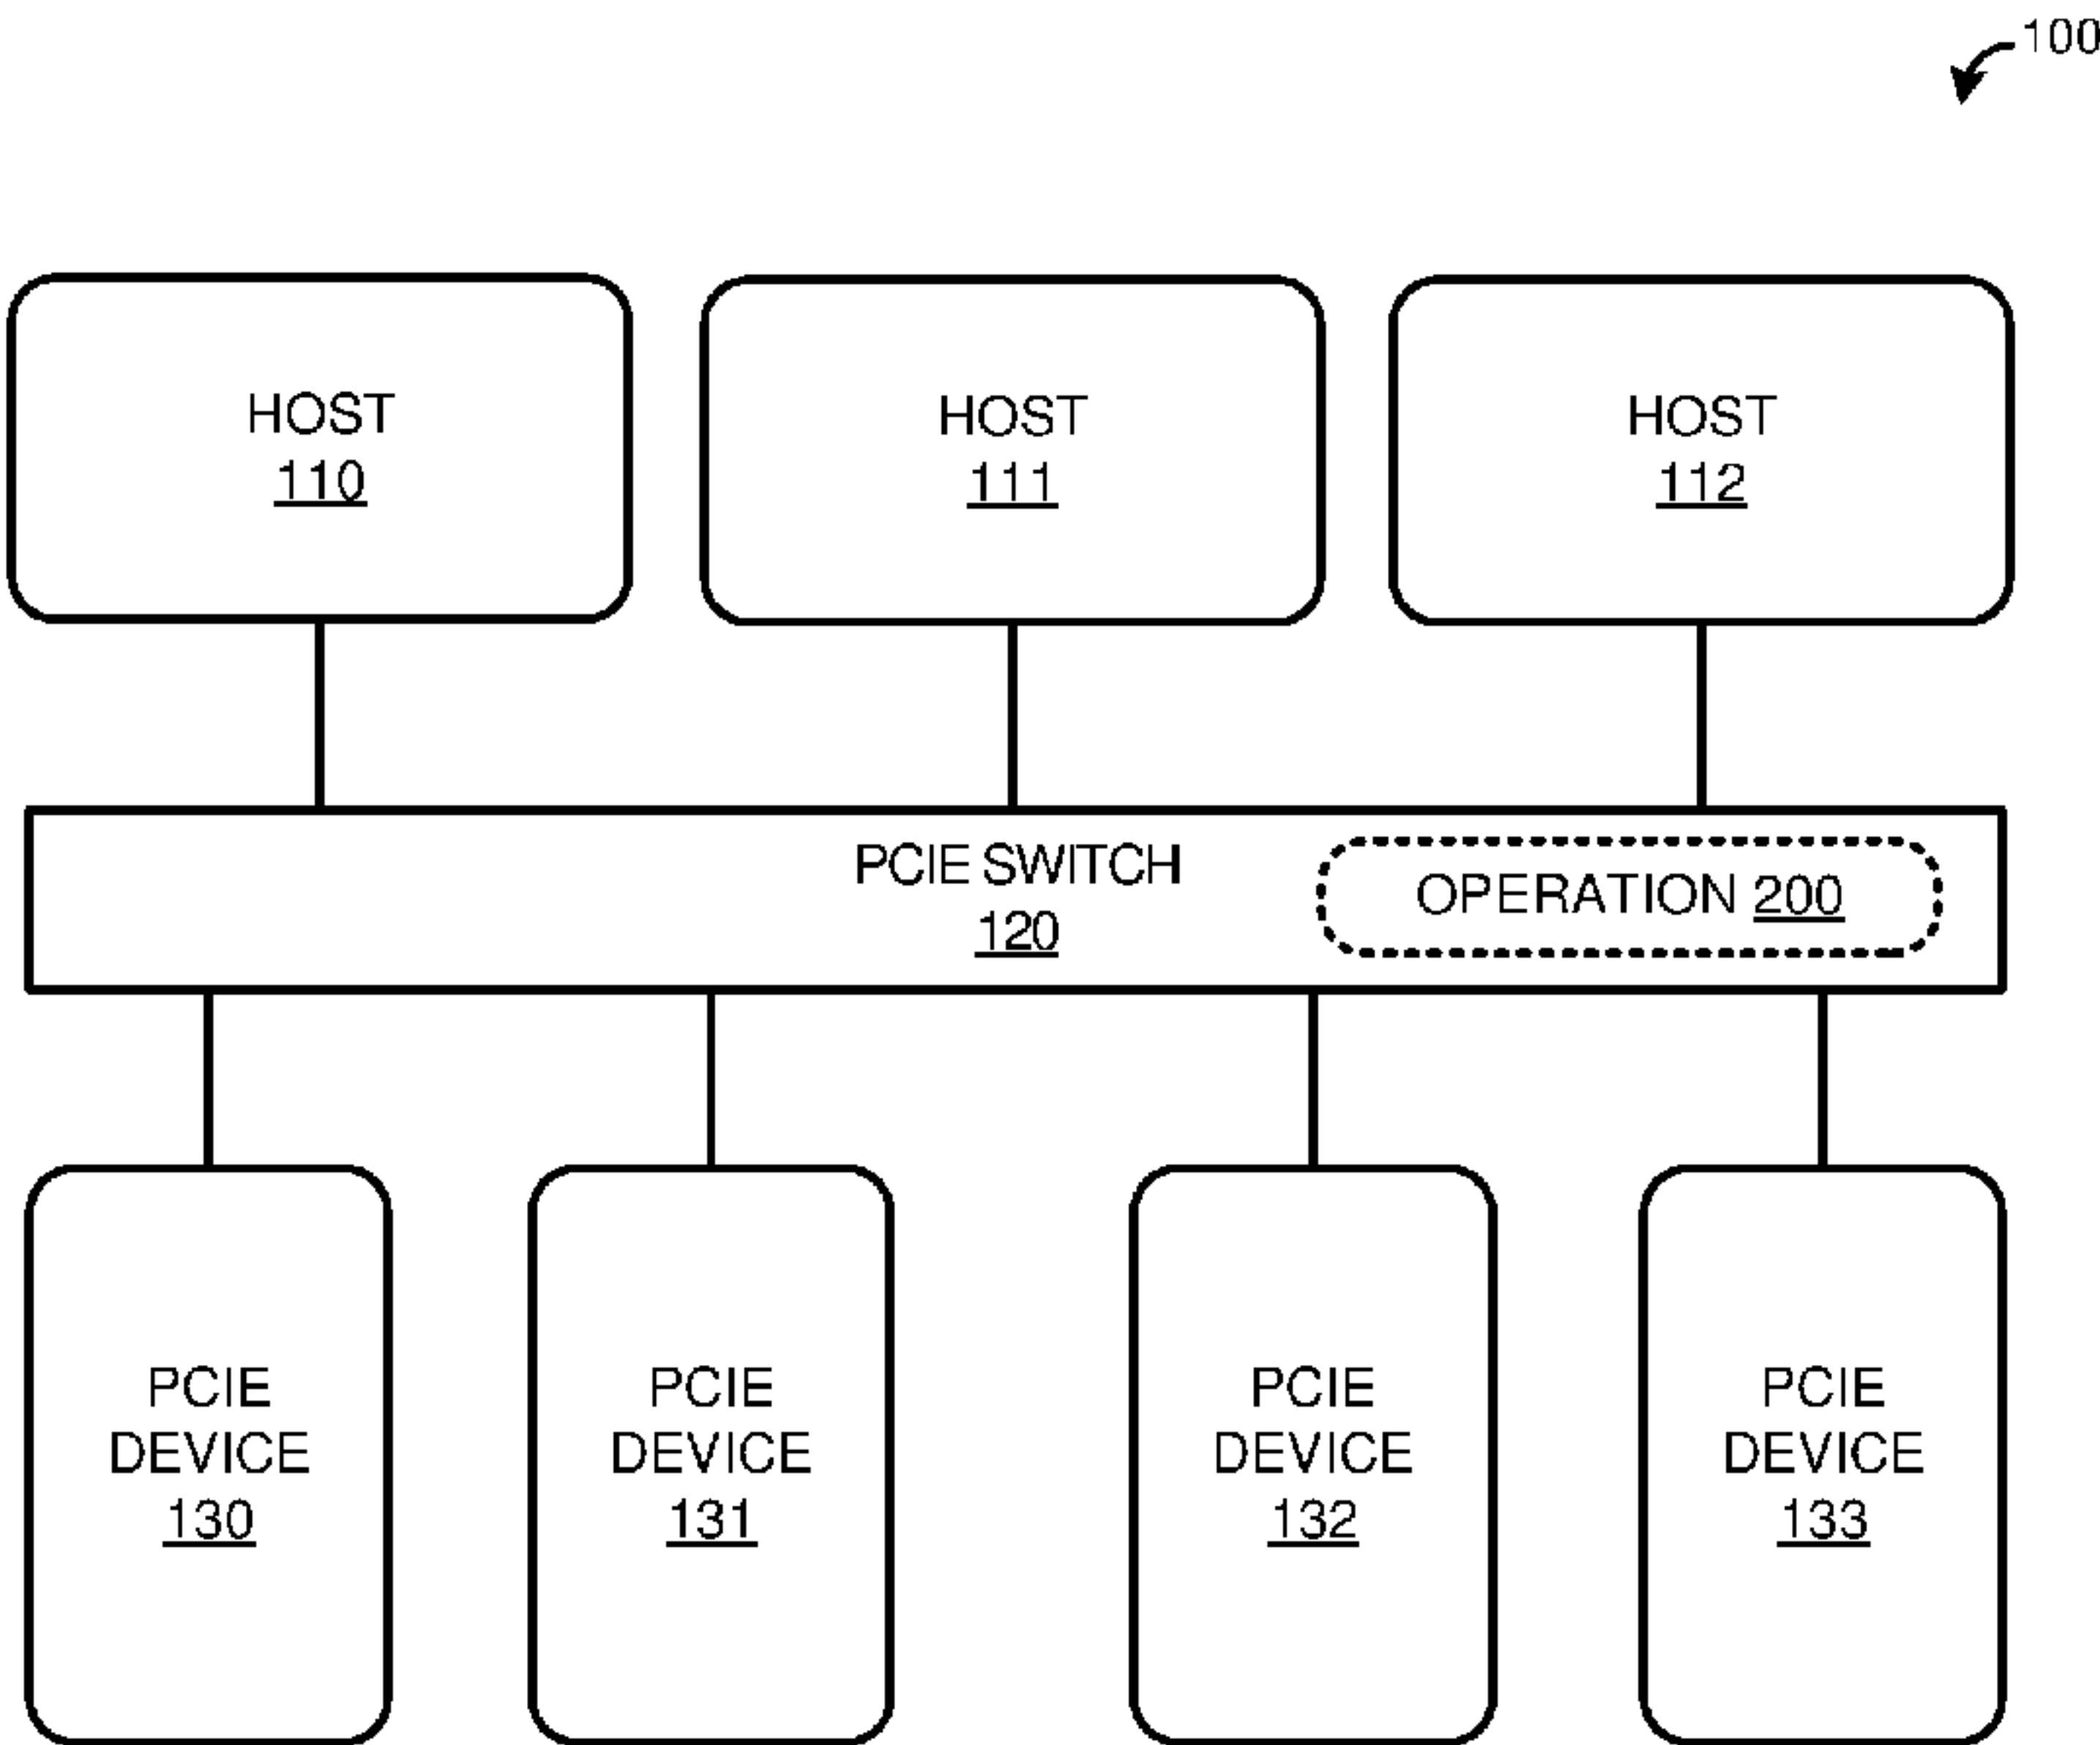 100
HOST
110
HOST
111
HOST
112
PCIE SWITCH
120
OPERATION 200
PCIE
DEVICE
130
PCIE
DEVICE
131
PCIE
DEVICE
132
PCIE
DEVICE
133